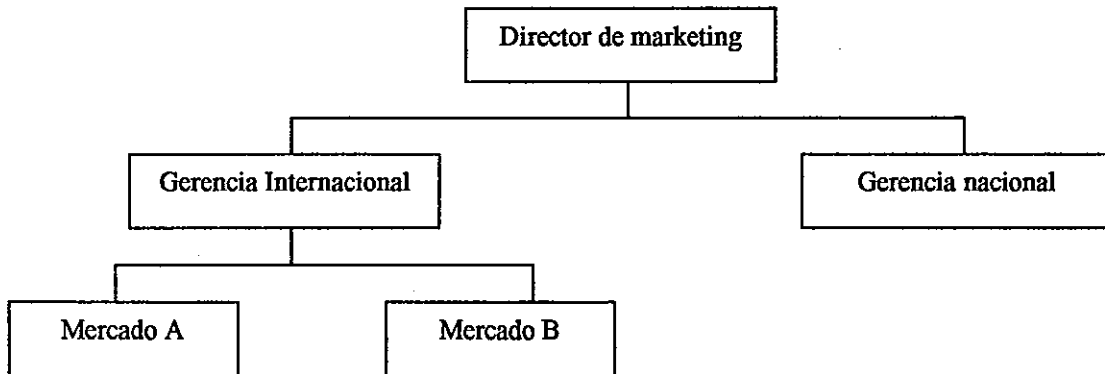 Director de marketing
Gerencia Internacional
Gerencia nacional
Mercado A
Mercado B